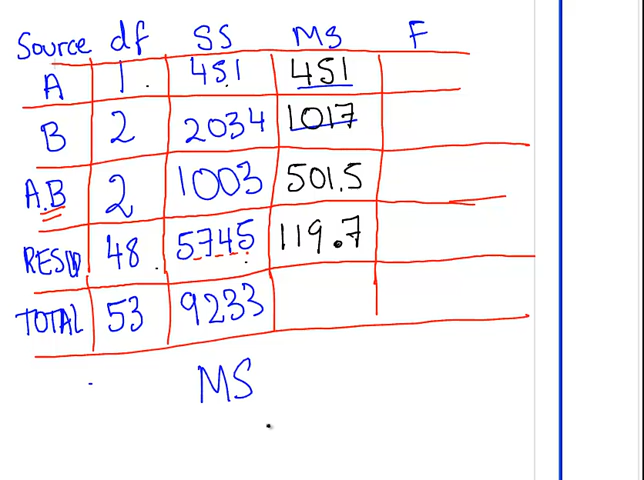 Source df SS MS F
A 1 451 451
B 2 2034 1017
A.B 2 1003 501.5
RESID 48 5745 119.7
TOTAL 53 9233
MS